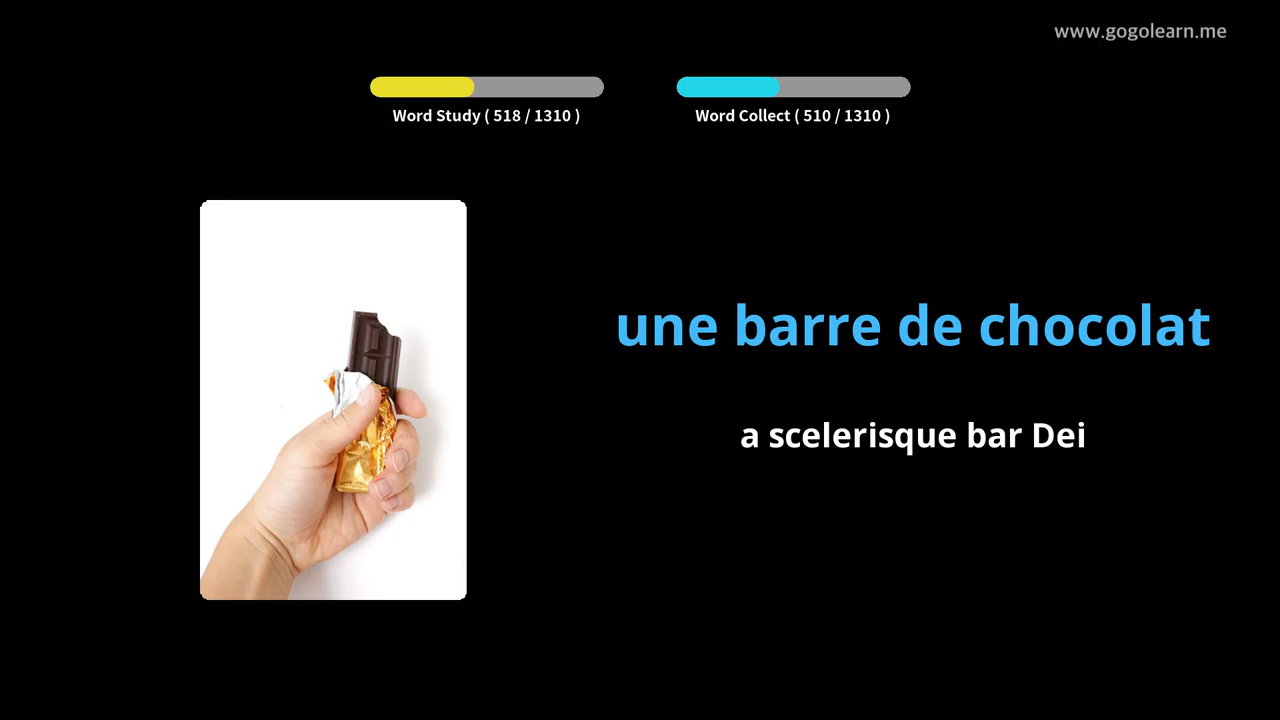 www.gogolearn.me
Word Study ( 518 / 1310 )
Word Collect ( 510 / 1310 )
une barre de chocolat
a scelerisque bar Dei